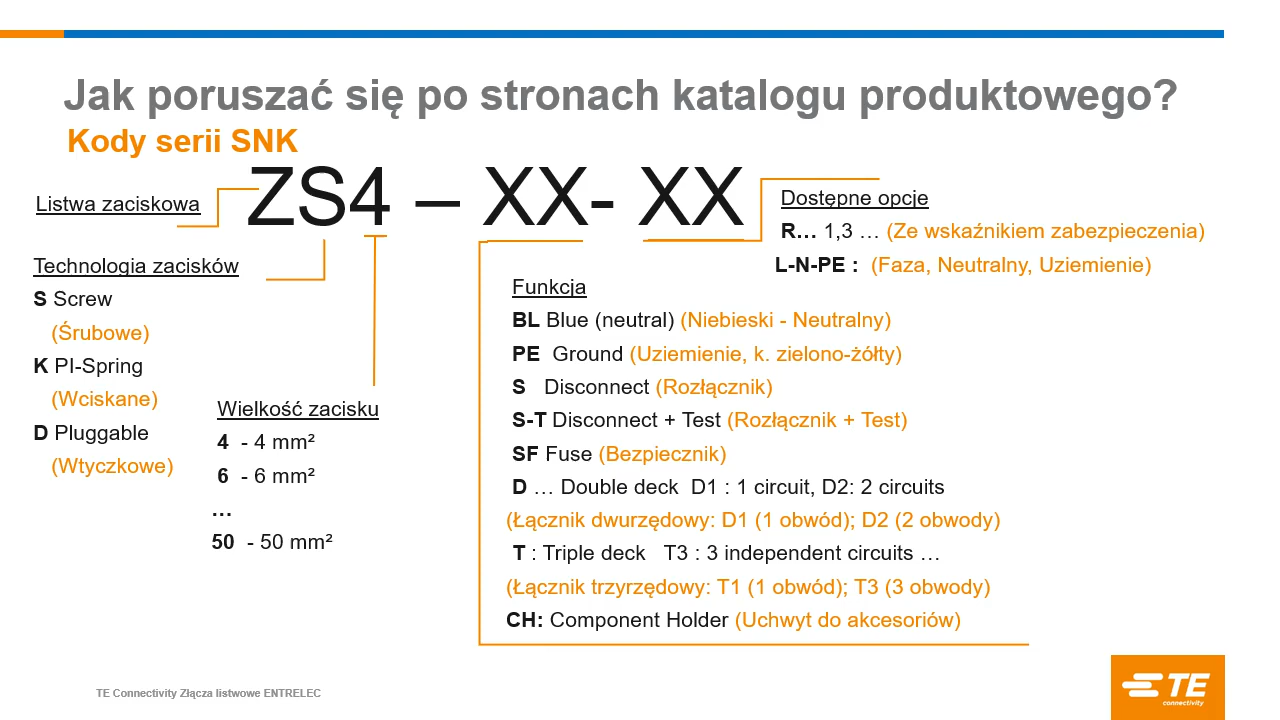 Jak poruszać się po stronach katalogu produktowego?
Kody serii SNK
ZS4 – XX- XX
Listwa zaciskowa
Technologia zacisków
S Screw
(Śrubowe)
K PI-Spring
(Wciskane)
D Pluggable
(Wtyczkowe)
Wielkość zacisku
4 - 4 mm²
6 - 6 mm²
…
50 - 50 mm²
Funkcja
BL Blue (neutral) (Niebieski - Neutralny)
PE Ground (Uziemienie, k. zielono-żółty)
S Disconnect (Rozłącznik)
S-T Disconnect + Test (Rozłącznik + Test)
SF Fuse (Bezpiecznik)
D … Double deck D1 : 1 circuit, D2: 2 circuits
(Łącznik dwurzędowy: D1 (1 obwód); D2 (2 obwody)
T : Triple deck T3 : 3 independent circuits …
(Łącznik trzyrzędowy: T1 (1 obwód); T3 (3 obwody)
CH: Component Holder (Uchwyt do akcesoriów)
Dostępne opcje
R… 1,3 … (Ze wskaźnikiem zabezpieczenia)
L-N-PE : (Faza, Neutralny, Uziemienie)
TE Connectivity Złącza listwowe ENTRELEC
TE
connectivity